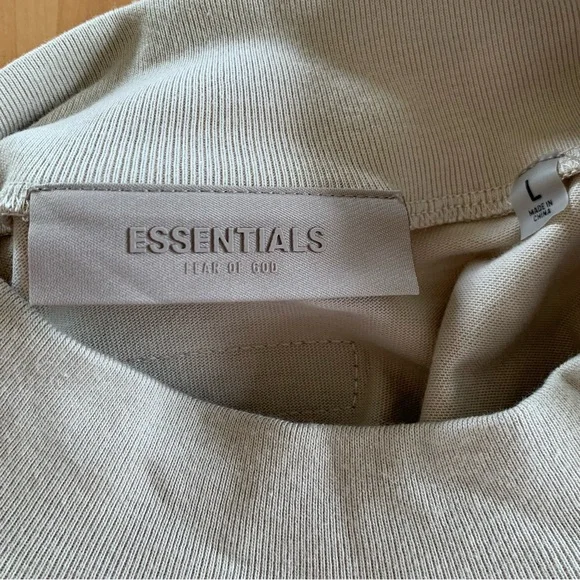 ESSENTIALS
FEAR OF GOD
L
MADE IN
CHINA